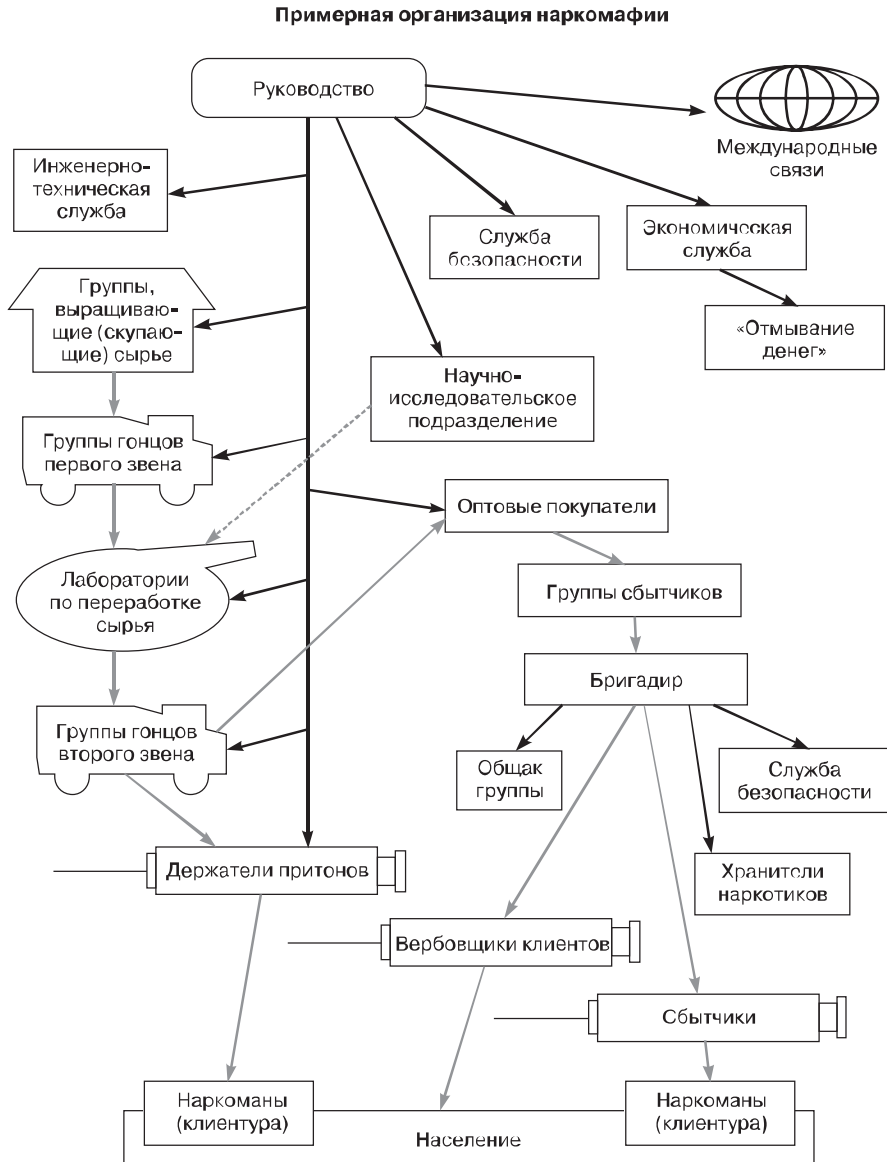 Примерная организация наркомафии
Руководство
Международные
связи
Инженерно-
техническая
служба
Служба
безопасности
Экономическая
служба
Группы,
выращиваю-
щие (скупаю-
щие) сырье
«Отмывание
денег»
Научно-
исследовательское
подразделение
Группы гонцов
первого звена
Оптовые покупатели
Лаборатории
по переработке
сырья
Группы сбытчиков
Бригадир
Группы гонцов
второго звена
Общак
группы
Служба
безопасности
Держатели притонов
Хранители
наркотиков
Вербовщики клиентов
Сбытчики
Наркоманы
(клиентура)
Наркоманы
(клиентура)
Население